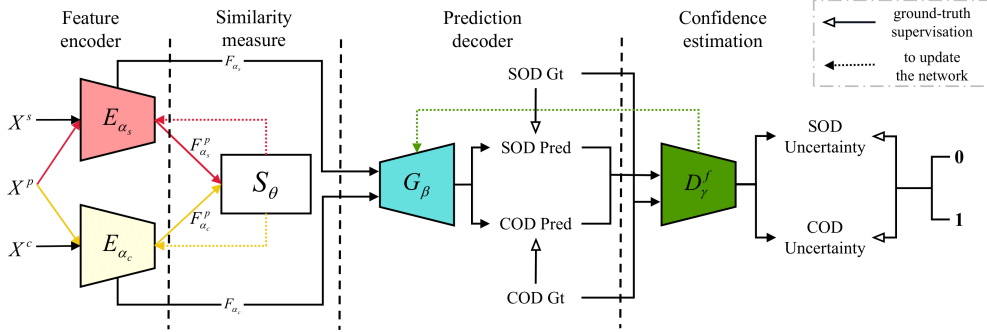 Feature
encoder
Similarity
measure
Prediction
decoder
Confidence
estimation
ground-truth
supervision
to update
the network
X^s
X^p
X^c
E_{α_s}
E_{α_c}
F_{α_s}
F^p_{α_s}
F^p_{α_c}
F_{α_c}
S_θ
G_β
SOD Gt
SOD Pred
COD Pred
COD Gt
D^f_γ
SOD
Uncertainty
COD
Uncertainty
0
1